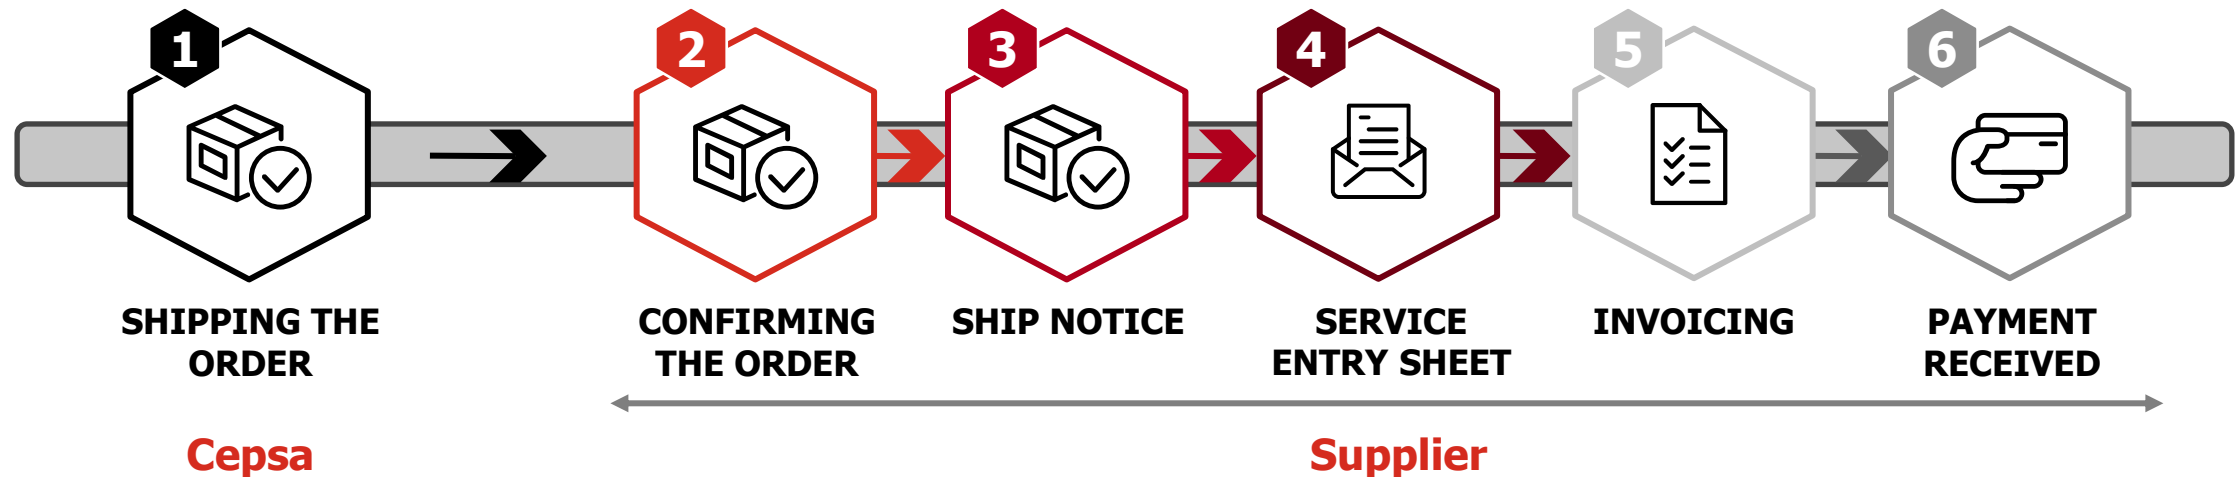 1
2
3
4
5
6
SHIPPING THE
ORDER
CONFIRMING
THE ORDER
SHIP NOTICE
SERVICE
ENTRY SHEET
INVOICING
PAYMENT
RECEIVED
Cepsa
Supplier